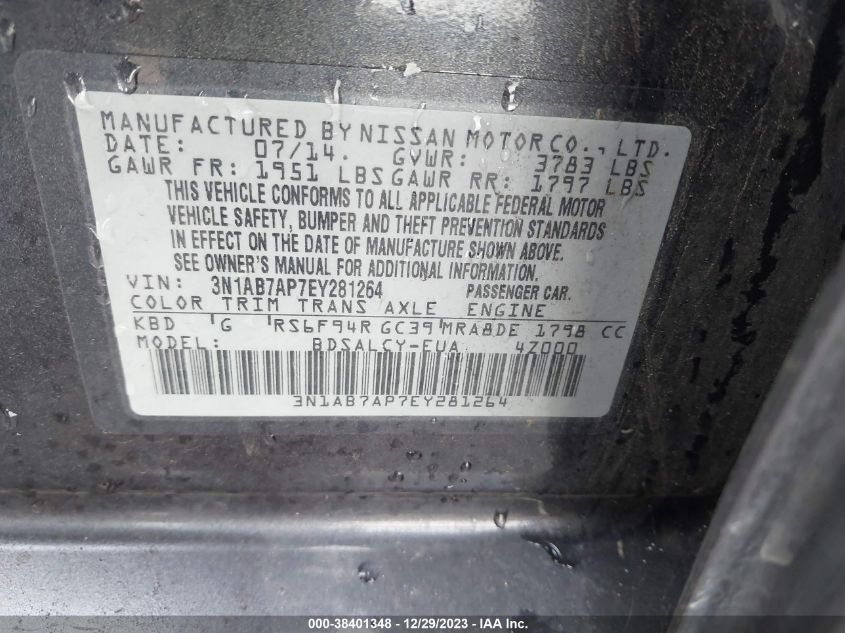 MANUFACTURED BY NISSAN MOTOR CO., LTD.
DATE: 07/14. GVWR: 3783 LBS
GAWR FR: 1951 LBS GAWR RR: 1797 LBS
THIS VEHICLE CONFORMS TO ALL APPLICABLE FEDERAL MOTOR
VEHICLE SAFETY, BUMPER AND THEFT PREVENTION STANDARDS
IN EFFECT ON THE DATE OF MANUFACTURE SHOWN ABOVE.
SEE OWNER'S MANUAL FOR ADDITIONAL INFORMATION.
VIN: 3N1AB7AP7EY281264 PASSENGER CAR.
COLOR TRIM TRANS AXLE ENGINE
KBD G RS6F94R GC39 MRA8DE 1798 CC
MODEL: BDSALCY-EUA 4Z000
3N1AB7AP7EY281264
000-38401348 - 12/29/2023 - IAA Inc.